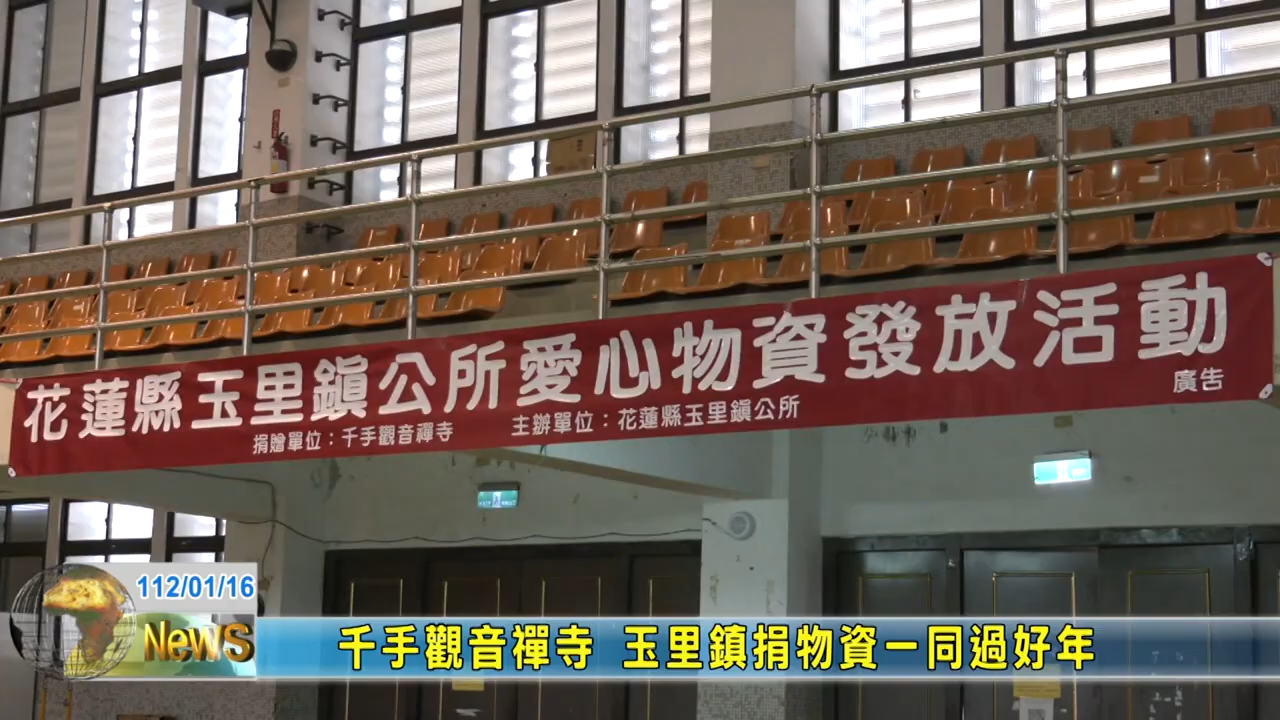 花蓮縣玉里鎮公所愛心物資發放活動
捐贈單位：千手觀音禪寺 主辦單位：花蓮縣玉里鎮公所
廣告
112/01/16
News
千手觀音禪寺 玉里鎮捐物資一同過好年